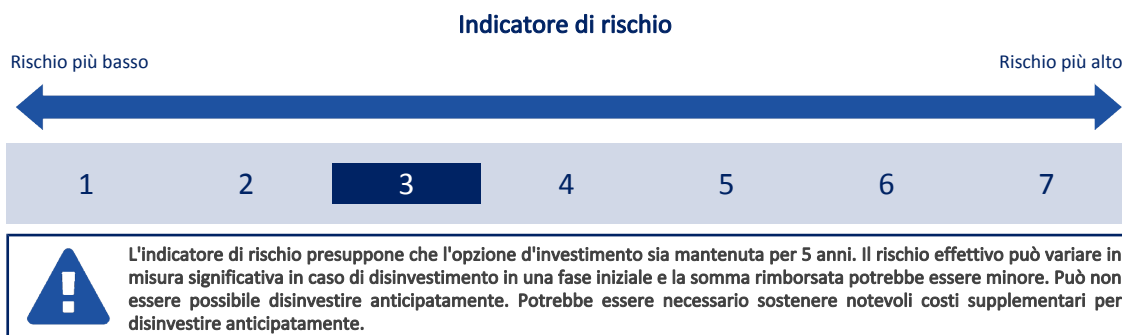 Indicatore di rischio
Rischio più basso
Rischio più alto
1 2 3 4 5 6 7
L'indicatore di rischio presuppone che l'opzione d'investimento sia mantenuta per 5 anni. Il rischio effettivo può variare in
misura significativa in caso di disinvestimento in una fase iniziale e la somma rimborsata potrebbe essere minore. Può non
essere possibile disinvestire anticipatamente. Potrebbe essere necessario sostenere notevoli costi supplementari per
disinvestire anticipatamente.